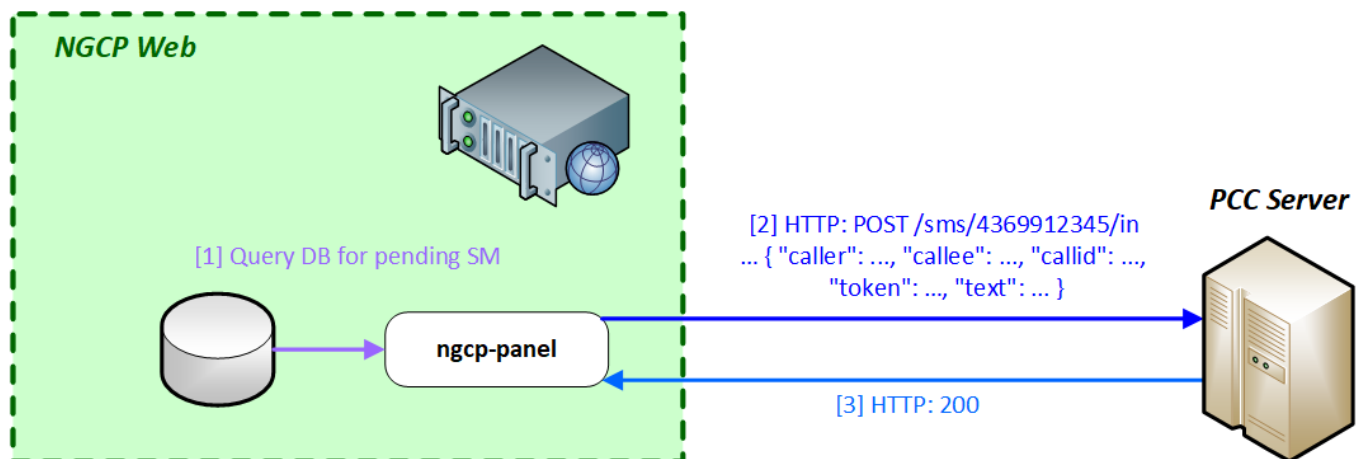 NGCP Web
[1] Query DB for pending SM
ngcp-panel
[2] HTTP: POST /sms/4369912345/in
... { "caller": ..., "callee": ..., "callid": ...,
"token": ..., "text": ... }
PCC Server
[3] HTTP: 200